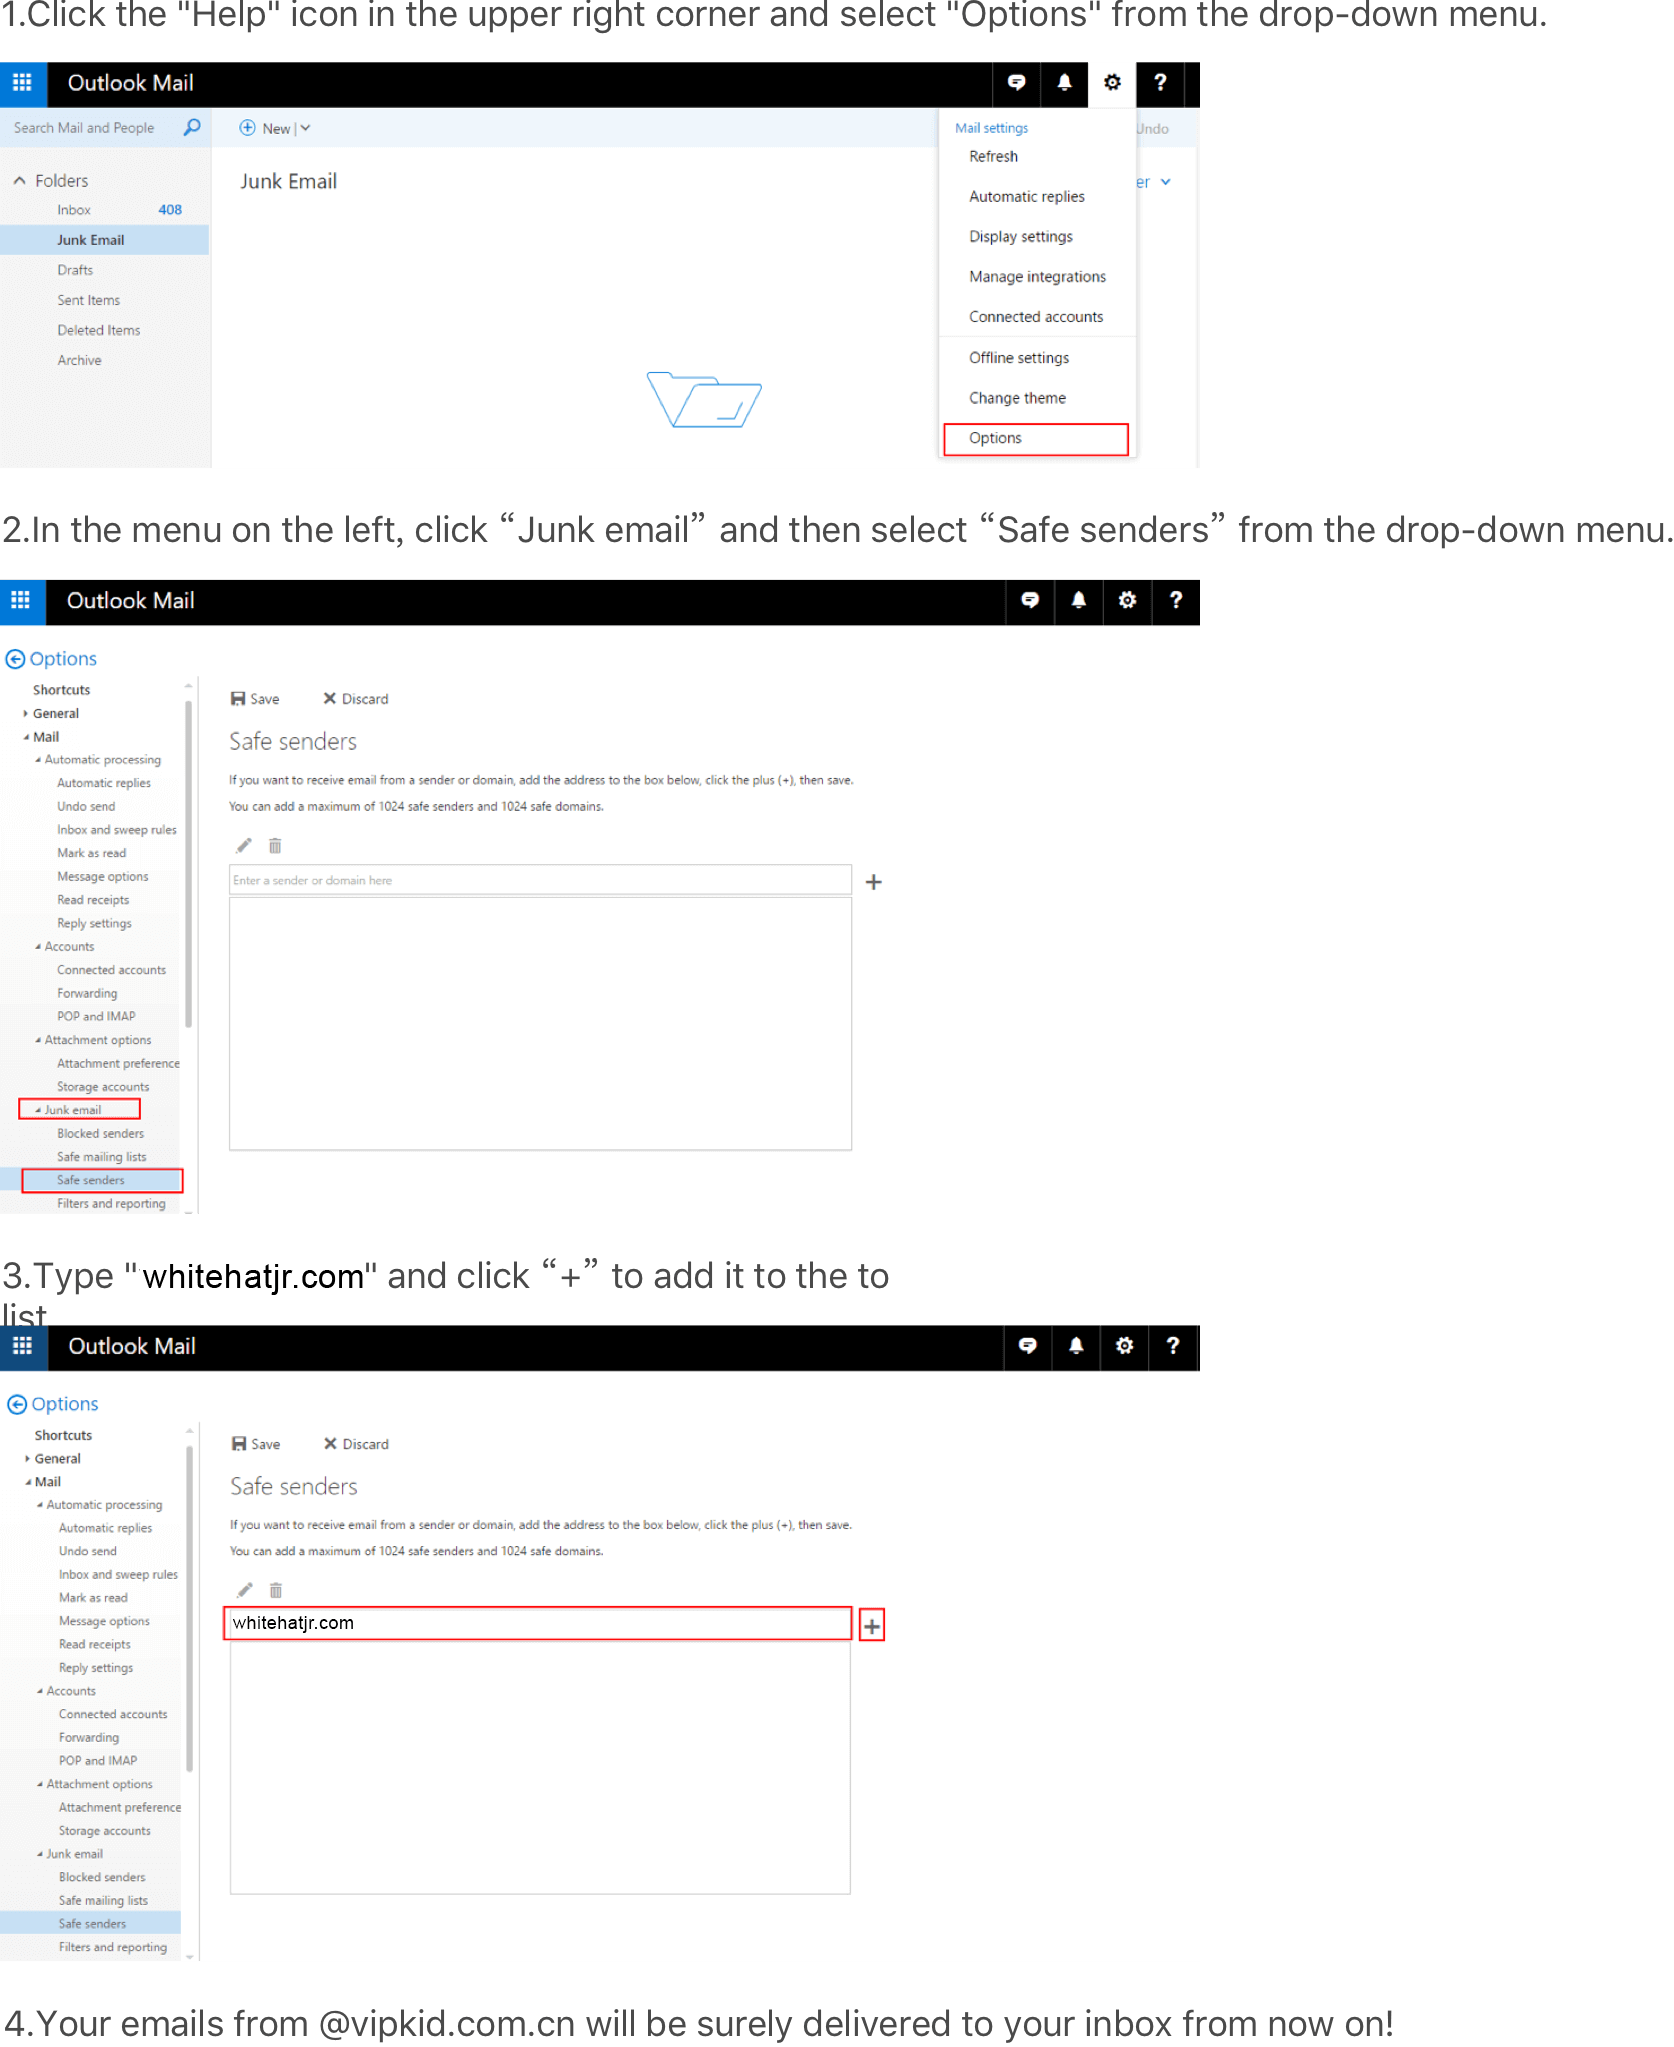 1.Click the "Help" icon in the upper right corner and select "Options" from the drop-down menu.
Outlook Mail
?
Search Mail and People
New
Undo
Mail settings
Refresh
Automatic replies
Display settings
Manage integrations
Connected accounts
Offline settings
Change theme
Options
Folders
Junk Email
er
Inbox 408
Junk Email
Drafts
Sent Items
Deleted Items
Archive
2.In the menu on the left, click “Junk email” and then select “Safe senders” from the drop-down menu.
Outlook Mail
?
Options
Shortcuts
General
Mail
Automatic processing
Automatic replies
Undo send
Inbox and sweep rules
Mark as read
Message options
Read receipts
Reply settings
Accounts
Connected accounts
Forwarding
POP and IMAP
Attachment options
Attachment preference
Storage accounts
Junk email
Blocked senders
Safe mailing lists
Safe senders
Filters and reporting
Save Discard
Safe senders
If you want to receive email from a sender or domain, add the address to the box below, click the plus (+), then save.
You can add a maximum of 1024 safe senders and 1024 safe domains.
Enter a sender or domain here
+
3.Type "whitehatjr.com" and click “+” to add it to the to
list
Outlook Mail
?
Options
Shortcuts
General
Mail
Automatic processing
Automatic replies
Undo send
Inbox and sweep rules
Mark as read
Message options
Read receipts
Reply settings
Accounts
Connected accounts
Forwarding
POP and IMAP
Attachment options
Attachment preference
Storage accounts
Junk email
Blocked senders
Safe mailing lists
Safe senders
Filters and reporting
Save Discard
Safe senders
If you want to receive email from a sender or domain, add the address to the box below, click the plus (+), then save.
You can add a maximum of 1024 safe senders and 1024 safe domains.
whitehatjr.com
+
4.Your emails from @vipkid.com.cn will be surely delivered to your inbox from now on!